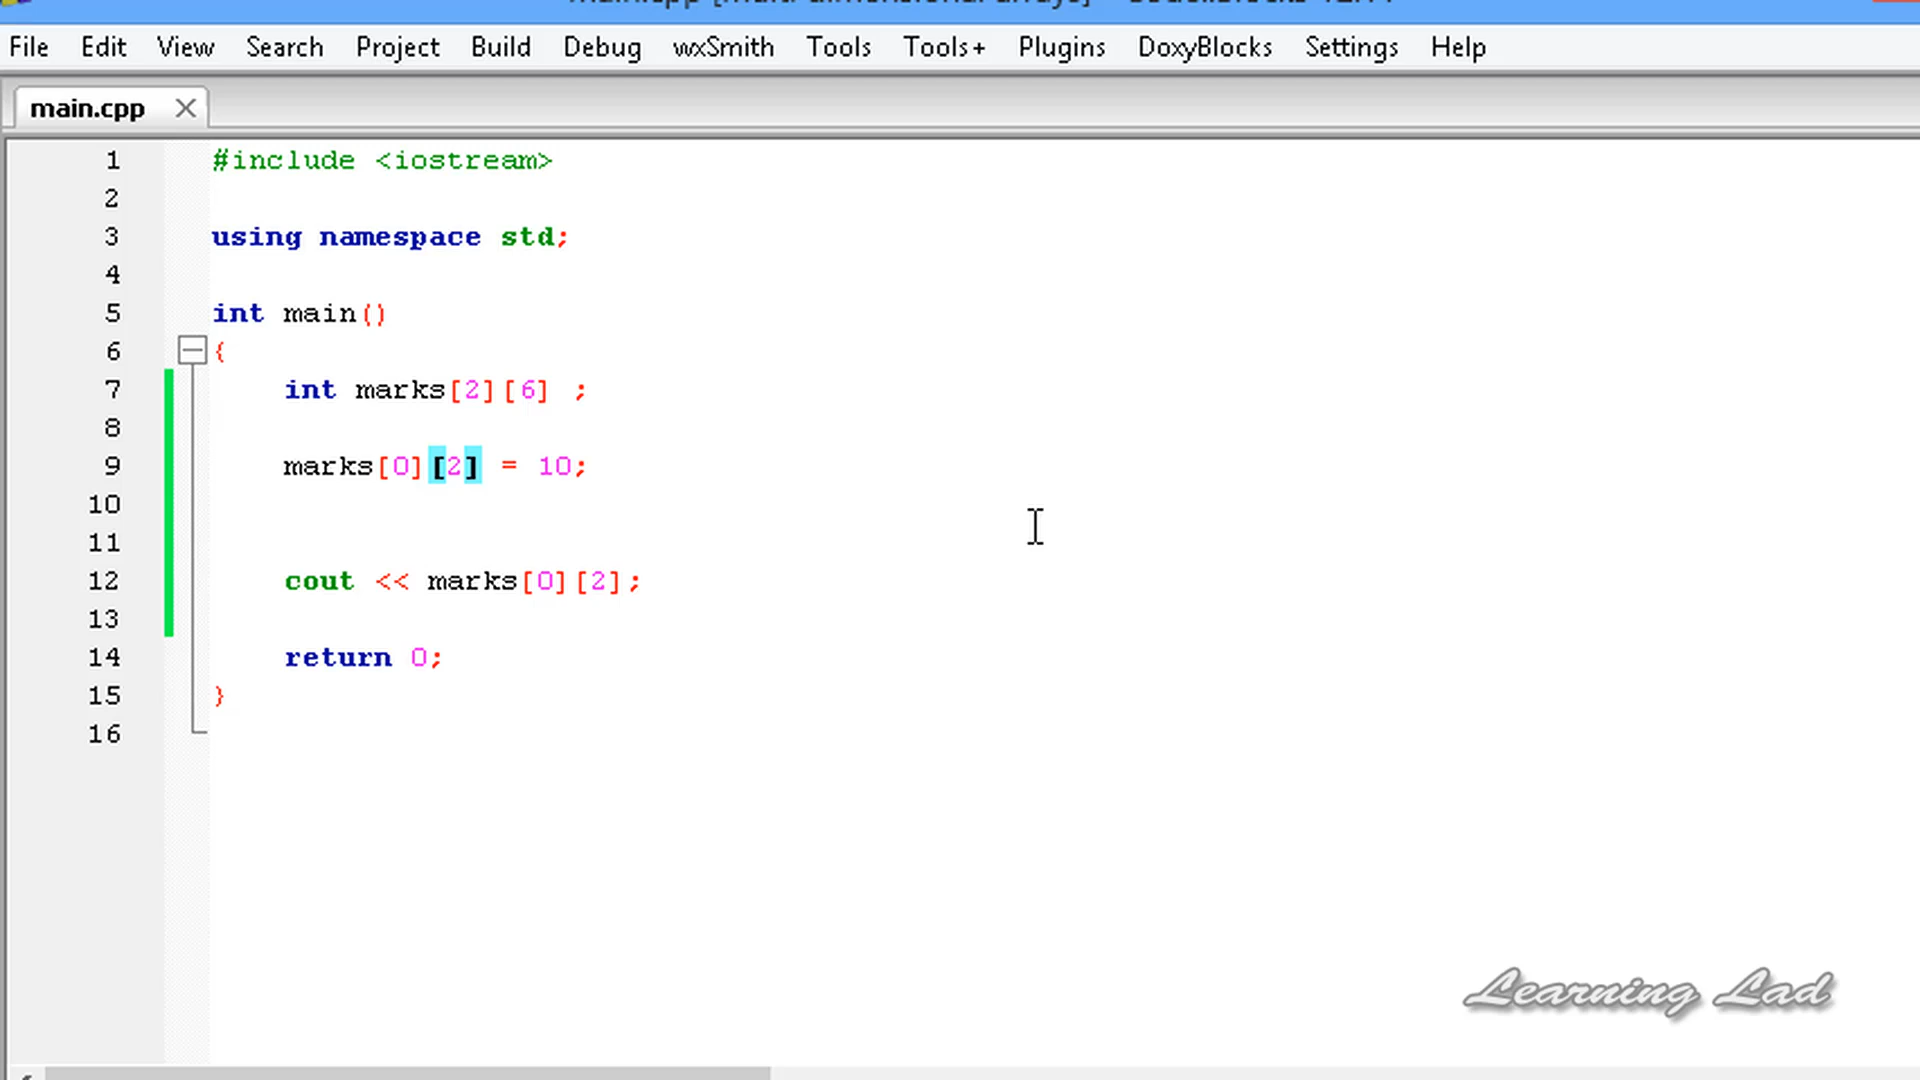 File Edit View Search Project Build Debug wxSmith Tools Tools+ Plugins DoxyBlocks Settings Help
main.cpp
1 #include <iostream>
2
3 using namespace std;
4
5 int main()
6 {
7 int marks[2][6] ;
8
9 marks[0][2] = 10;
10
11
12 cout << marks[0][2];
13
14 return 0;
15 }
16
Learning Lad